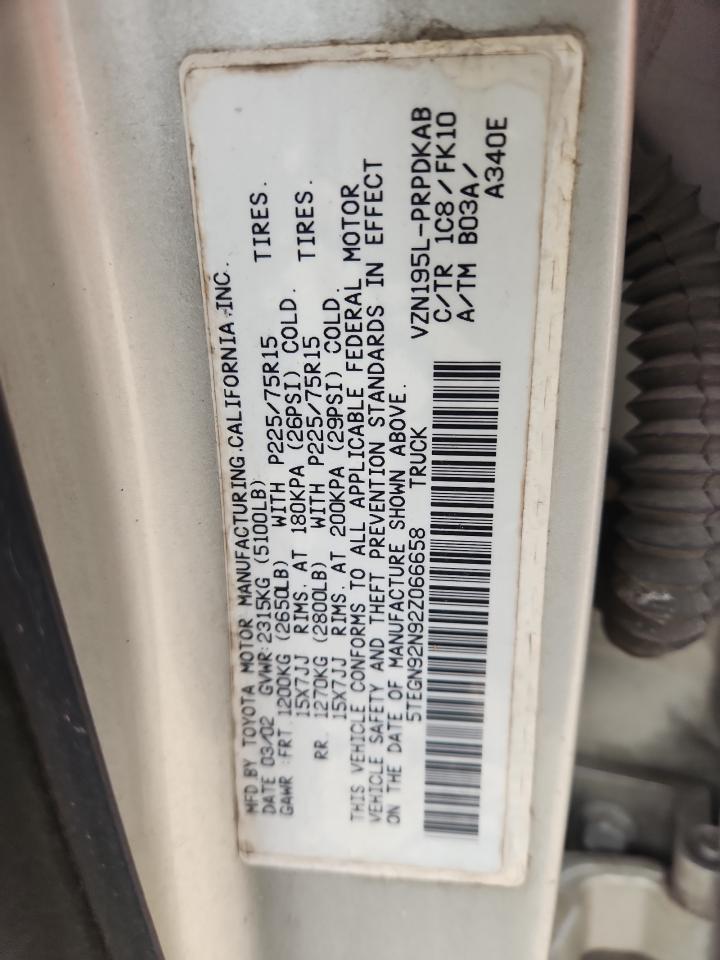 MFD BY TOYOTA MOTOR MANUFACTURING CALIFORNIA INC.
DATE 03/02 GVWR:2315KG (5100LB)
GAWR :FRT 1200KG (2650LB) WITH P225/75R15 TIRES.
15X7JJ RIMS. AT 180KPA (26PSI) COLD.
RR. 1270KG (2800LB) WITH P225/75R15 TIRES.
15X7JJ RIMS. AT 200KPA (29PSI) COLD.
THIS VEHICLE CONFORMS TO ALL APPLICABLE FEDERAL MOTOR
VEHICLE SAFETY AND THEFT PREVENTION STANDARDS IN EFFECT
ON THE DATE OF MANUFACTURE SHOWN ABOVE.
5TEGN92N92Z066658 TRUCK
VZN195L-PRPDKAB
C/TR 1C8/FK10
A/TM B03A/
A340E